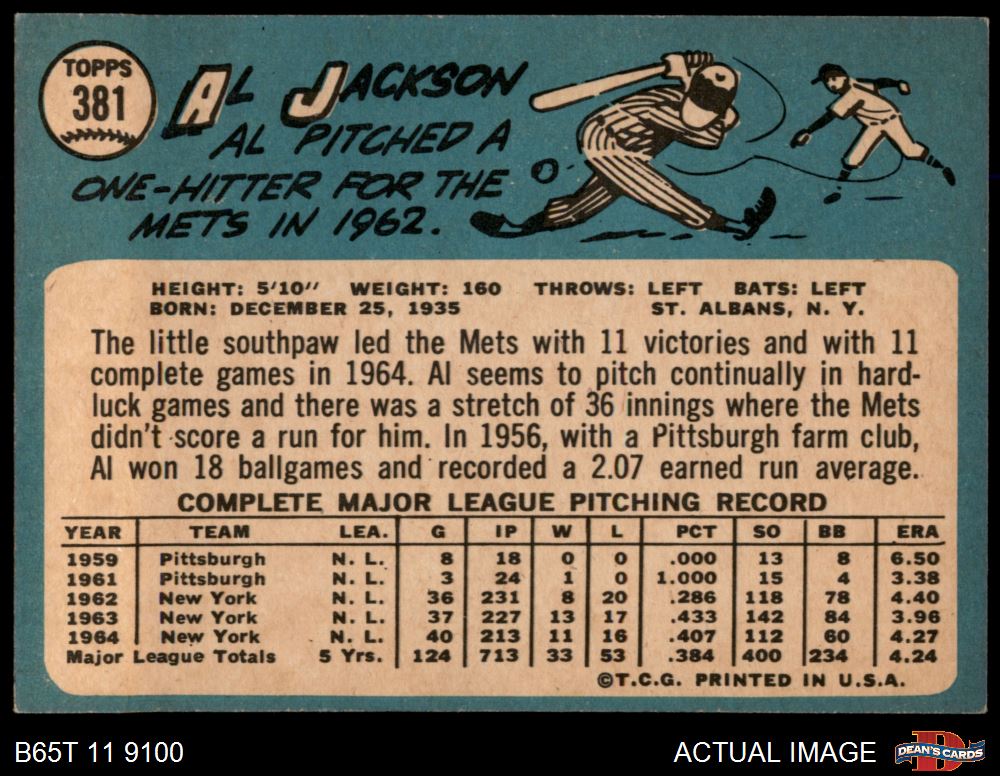 TOPPS
381
AL JACKSON
AL PITCHED A
ONE-HITTER FOR THE
METS IN 1962.
HEIGHT: 5'10" WEIGHT: 160 THROWS: LEFT BATS: LEFT
BORN: DECEMBER 25, 1935 ST. ALBANS, N. Y.
The little southpaw led the Mets with 11 victories and with 11
complete games in 1964. Al seems to pitch continually in hard-
luck games and there was a stretch of 36 innings where the Mets
didn't score a run for him. In 1956, with a Pittsburgh farm club,
Al won 18 ballgames and recorded a 2.07 earned run average.
COMPLETE MAJOR LEAGUE PITCHING RECORD
YEAR TEAM LEA. G IP W L PCT SO BB ERA
1959 Pittsburgh N. L. 8 18 0 0 .000 13 8 6.50
1961 Pittsburgh N. L. 3 24 1 0 1.000 15 4 3.38
1962 New York N. L. 36 231 8 20 .286 118 78 4.40
1963 New York N. L. 37 227 13 17 .433 142 84 3.96
1964 New York N. L. 40 213 11 16 .407 112 60 4.27
Major League Totals 5 Yrs. 124 713 33 53 .384 400 234 4.24
©T.C.G. PRINTED IN U.S.A.
B65T 11 9100 ACTUAL IMAGE DEAN'S CARDS